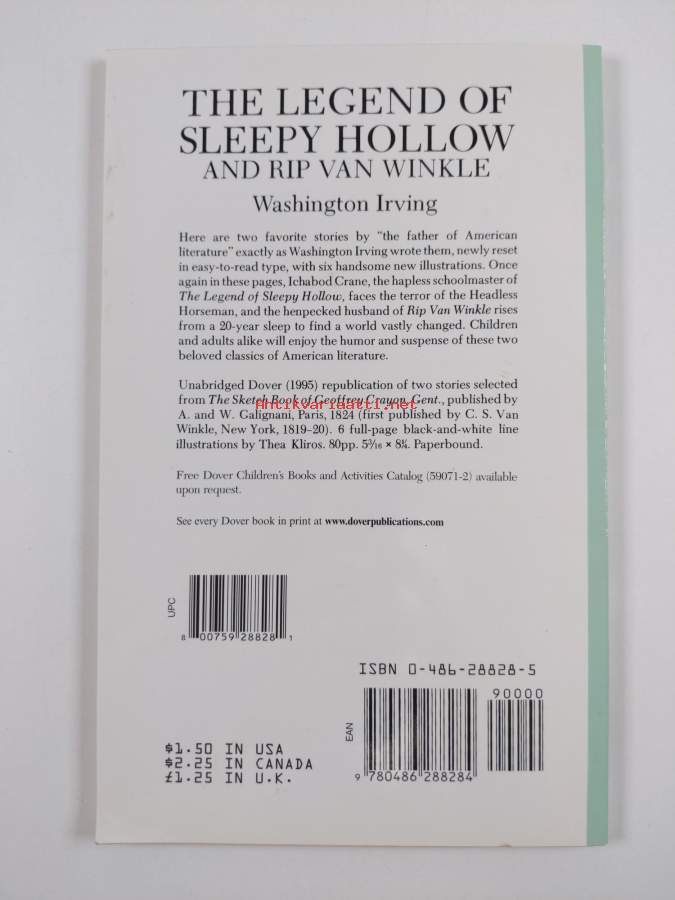 THE LEGEND OF
SLEEPY HOLLOW
AND RIP VAN WINKLE
Washington Irving
Here are two favorite stories by "the father of American
literature" exactly as Washington Irving wrote them, newly reset
in easy-to-read type, with six handsome new illustrations. Once
again in these pages, Ichabod Crane, the hapless schoolmaster of
The Legend of Sleepy Hollow, faces the terror of the Headless
Horseman, and the henpecked husband of Rip Van Winkle rises
from a 20-year sleep to find a world vastly changed. Children
and adults alike will enjoy the humor and suspense of these two
beloved classics of American literature.
Unabridged Dover (1995) republication of two stories selected
from The Sketch Book of Geoffrey Crayon, Gent., published by
Antikvariaatti.net
A. and W. Galignani, Paris, 1824 (first published by C. S. Van
Winkle, New York, 1819–20). 6 full-page black-and-white line
illustrations by Thea Kliros. 80pp. 5³⁄₁₆ × 8¼. Paperbound.
Free Dover Children's Books and Activities Catalog (59071-2) available
upon request.
See every Dover book in print at www.doverpublications.com
UPC
8 00759 28828 1
ISBN 0-486-28828-5
90000
EAN
9 780486 288284
$1.50 IN USA
$2.25 IN CANADA
£1.25 IN U.K.